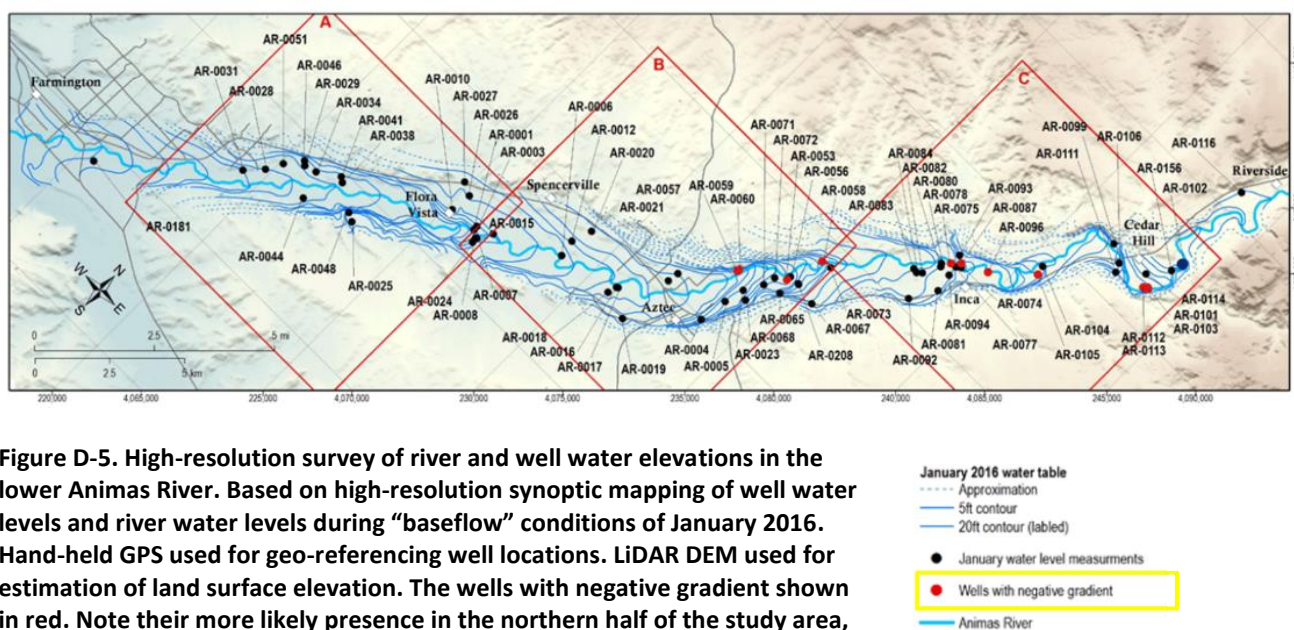 A
AR-0051
B
AR-0031
AR-0046
C
Farmington
AR-0028
AR-0029
AR-0010
AR-0034
AR-0027
AR-0006
AR-0041
AR-0026
AR-0071
AR-0099
AR-0038
AR-0001
AR-0012
AR-0072
AR-0106
AR-0116
AR-0003
AR-0020
AR-0053
AR-0084
AR-0111
AR-0056
AR-0082
AR-0156
Riverside
Spencerville
AR-0057
AR-0059
AR-0058
AR-0080
AR-0093
AR-0102
Flora
Vista
AR-0060
AR-0078
AR-0021
AR-0083
AR-0075
AR-0087
AR-0181
AR-0015
AR-0096
Cedar
Hill
AR-0044
W
N
S
E
AR-0048
AR-0025
AR-0024
AR-0007
AR-0008
Aztec
Inca
AR-0074
AR-0114
AR-0065
AR-0073
AR-0101
AR-0067
AR-0094
AR-0103
0 2.5 5 mi
AR-0018
AR-0068
AR-0104
AR-0112
AR-0016
AR-0004
AR-0023
AR-0081
AR-0077
AR-0113
0 2.5 5 km
AR-0017
AR-0019
AR-0005
AR-0208
AR-0092
AR-0105
220,000 4,065,000 225,000 4,070,000 230,000 4,075,000 235,000 4,080,000 240,000 4,085,000 245,000 4,090,000
Figure D-5. High-resolution survey of river and well water elevations in the
lower Animas River. Based on high-resolution synoptic mapping of well water
levels and river water levels during “baseflow” conditions of January 2016.
Hand-held GPS used for geo-referencing well locations. LiDAR DEM used for
estimation of land surface elevation. The wells with negative gradient shown
in red. Note their more likely presence in the northern half of the study area,
January 2016 water table
Approximation
5ft contour
20ft contour (labled)
January water level measurments
Wells with negative gradient
Animas River